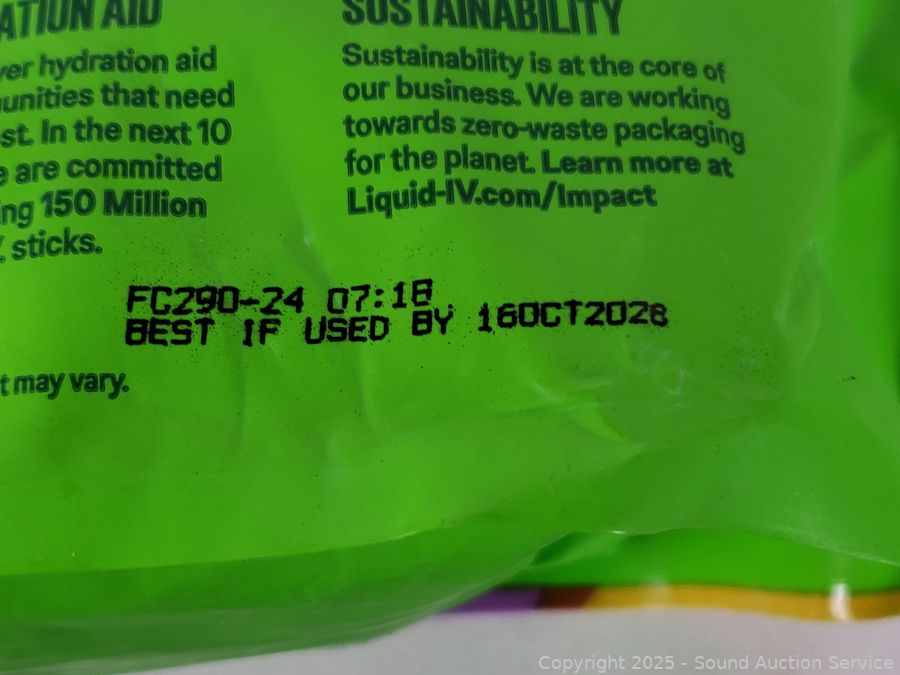 ATION AID
ver hydration aid
unities that need
st. In the next 10
e are committed
ng 150 Million
. sticks.
SUSTAINABILITY
Sustainability is at the core of
our business. We are working
towards zero-waste packaging
for the planet. Learn more at
Liquid-IV.com/Impact
FC290-24 07:18
BEST IF USED BY 16OCT2028
t may vary.
Copyright 2025 - Sound Auction Service